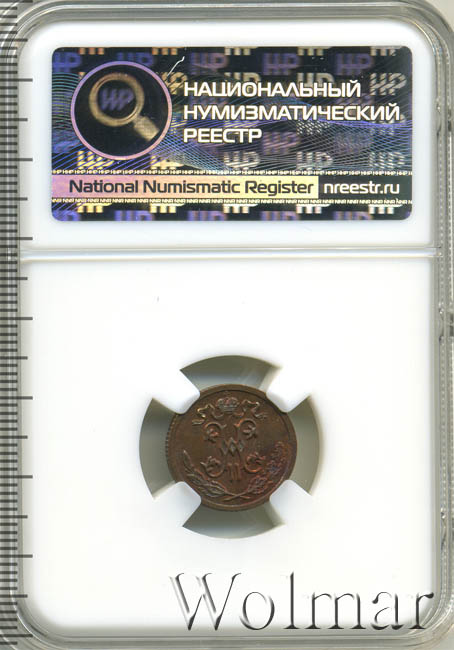 НАЦИОНАЛЬНЫЙ
НУМИЗМАТИЧЕСКИЙ
РЕЕСТР
National Numismatic Register nreestr.ru
Wolmar